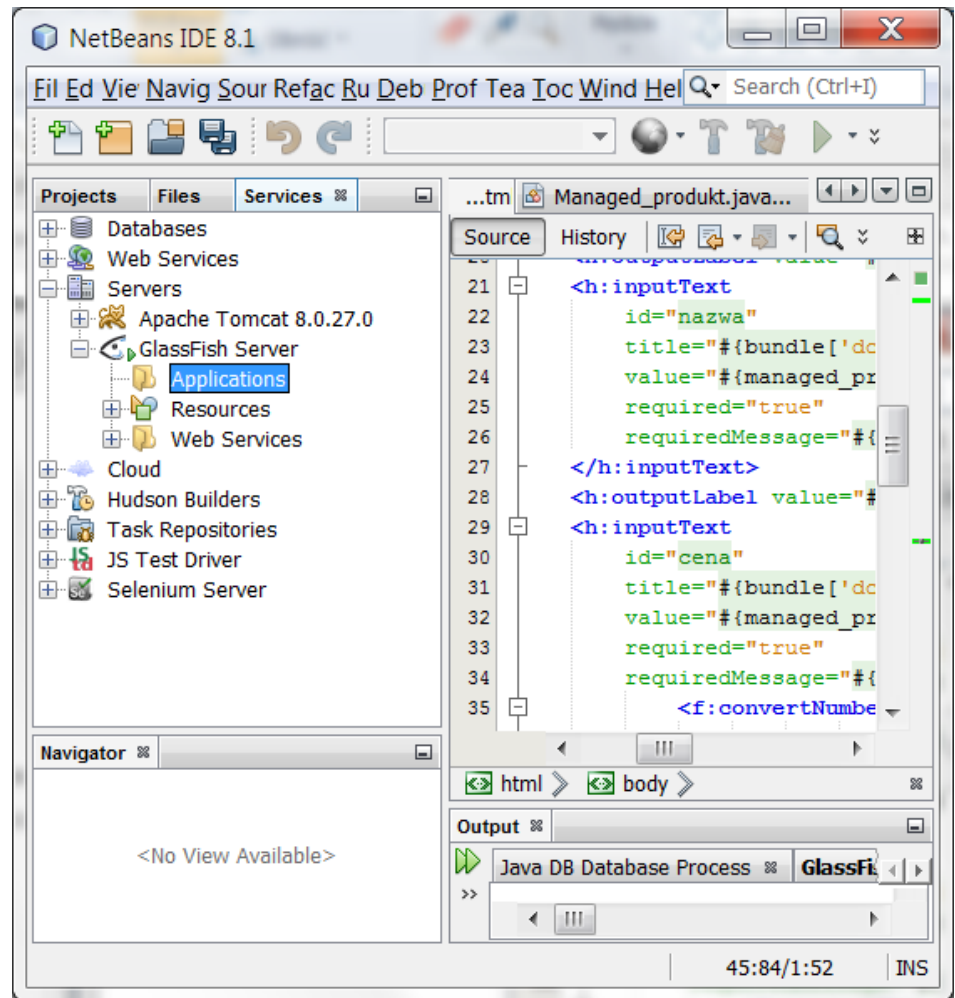 NetBeans IDE 8.1
Fil Ed Vie Navig Sour Refac Ru Deb Prof Tea Toc Wind Hel Search (Ctrl+I)
Projects Files Services
Databases
Web Services
Servers
Apache Tomcat 8.0.27.0
GlassFish Server
Applications
Resources
Web Services
Cloud
Hudson Builders
Task Repositories
JS Test Driver
Selenium Server
Navigator
<No View Available>
...tm Managed_produkt.java...
Source History
21 <h:inputText
22 id="nazwa"
23 title="#{bundle['do
24 value="#{managed_pr
25 required="true"
26 requiredMessage="#{
27 </h:inputText>
28 <h:outputLabel value="#
29 <h:inputText
30 id="cena"
31 title="#{bundle['do
32 value="#{managed_pr
33 required="true"
34 requiredMessage="#{
35 <f:convertNumbe
html body
Output
Java DB Database Process GlassFi
45:84/1:52 INS